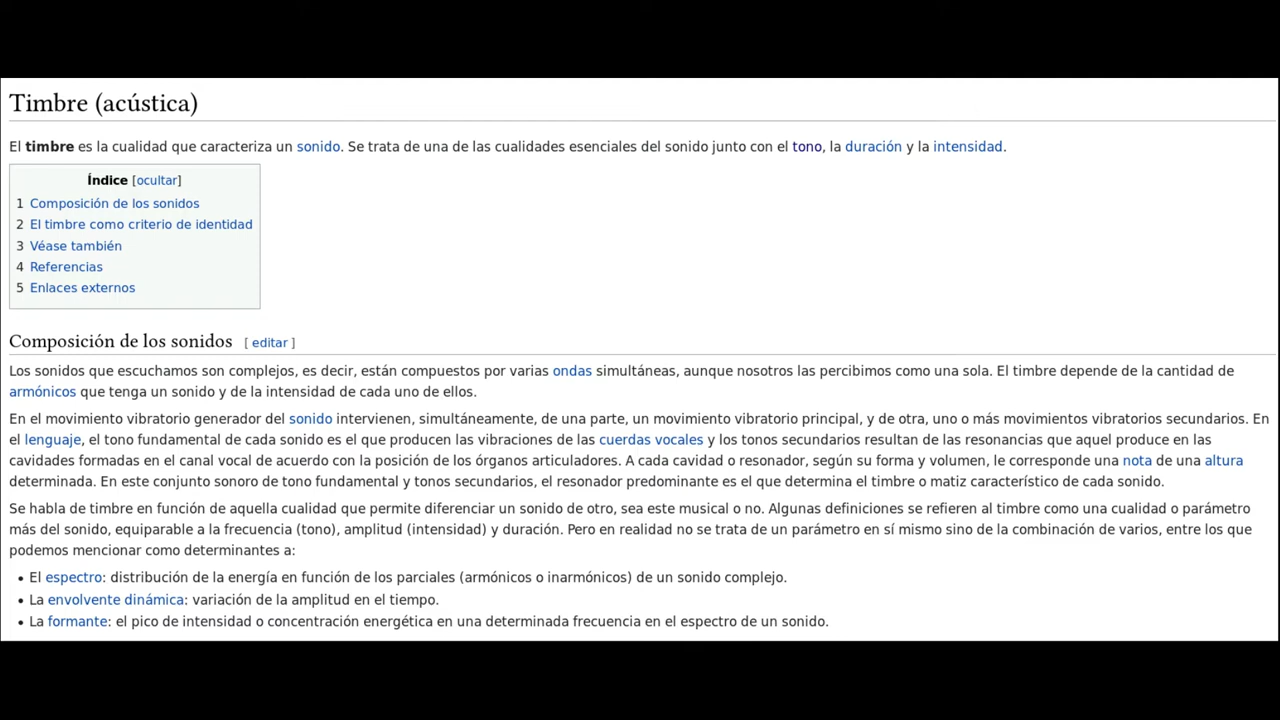 Timbre (acústica)
El timbre es la cualidad que caracteriza un sonido. Se trata de una de las cualidades esenciales del sonido junto con el tono, la duración y la intensidad.
Índice [ocultar]
1 Composición de los sonidos
2 El timbre como criterio de identidad
3 Véase también
4 Referencias
5 Enlaces externos
Composición de los sonidos [ editar ]
Los sonidos que escuchamos son complejos, es decir, están compuestos por varias ondas simultáneas, aunque nosotros las percibimos como una sola. El timbre depende de la cantidad de
armónicos que tenga un sonido y de la intensidad de cada uno de ellos.
En el movimiento vibratorio generador del sonido intervienen, simultáneamente, de una parte, un movimiento vibratorio principal, y de otra, uno o más movimientos vibratorios secundarios. En
el lenguaje, el tono fundamental de cada sonido es el que producen las vibraciones de las cuerdas vocales y los tonos secundarios resultan de las resonancias que aquel produce en las
cavidades formadas en el canal vocal de acuerdo con la posición de los órganos articuladores. A cada cavidad o resonador, según su forma y volumen, le corresponde una nota de una altura
determinada. En este conjunto sonoro de tono fundamental y tonos secundarios, el resonador predominante es el que determina el timbre o matiz característico de cada sonido.
Se habla de timbre en función de aquella cualidad que permite diferenciar un sonido de otro, sea este musical o no. Algunas definiciones se refieren al timbre como una cualidad o parámetro
más del sonido, equiparable a la frecuencia (tono), amplitud (intensidad) y duración. Pero en realidad no se trata de un parámetro en sí mismo sino de la combinación de varios, entre los que
podemos mencionar como determinantes a:
• El espectro: distribución de la energía en función de los parciales (armónicos o inarmónicos) de un sonido complejo.
• La envolvente dinámica: variación de la amplitud en el tiempo.
• La formante: el pico de intensidad o concentración energética en una determinada frecuencia en el espectro de un sonido.